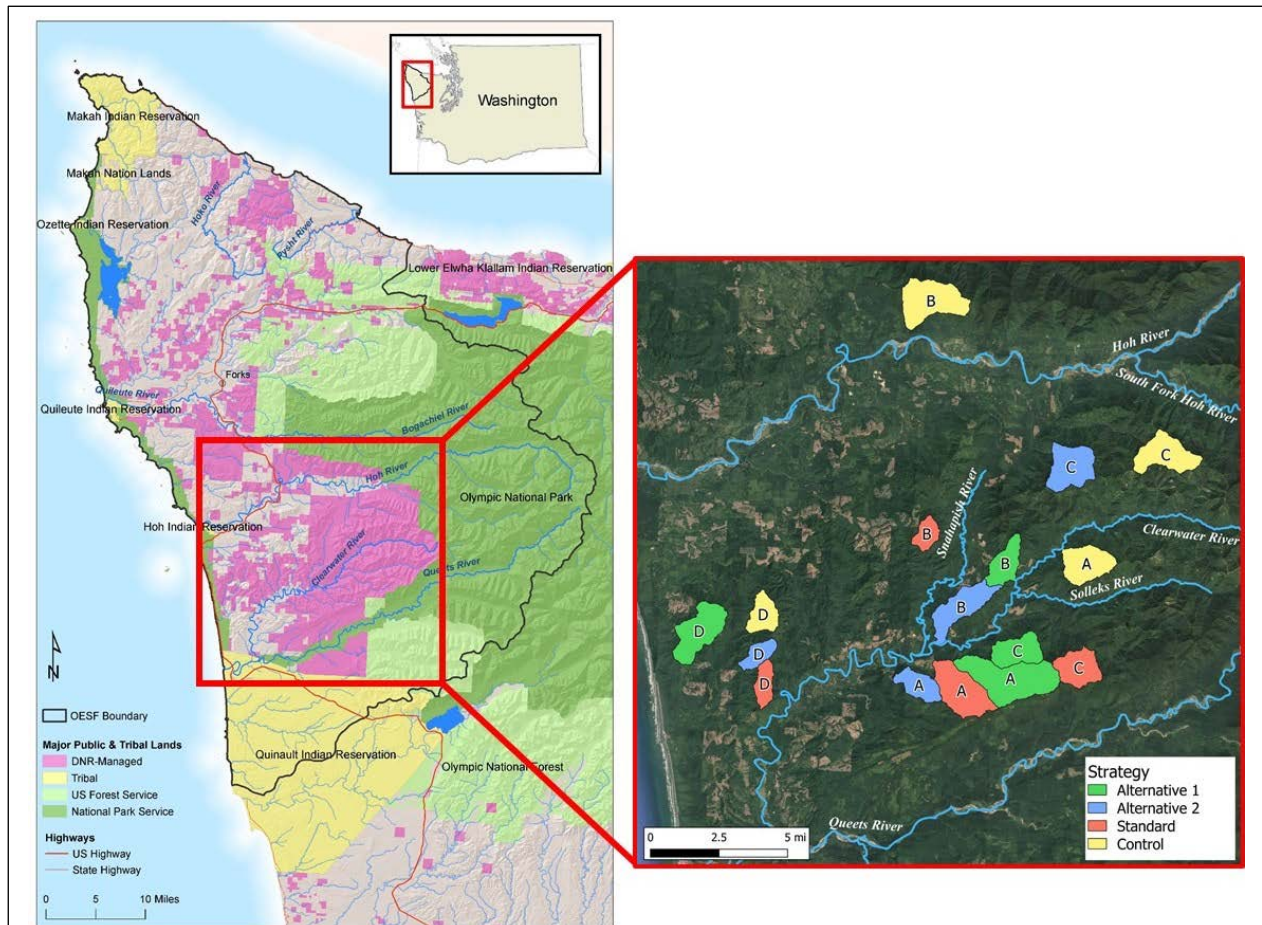 Washington
Makah Indian Reservation
Makah Nation Lands
Hoko River
Ozette Indian Reservation
Pysht River
Lower Elwha Klallam Indian Reservation
Forks
Quileute River
Quileute Indian Reservation
Bogachiel River
Hoh River
Olympic National Park
Hoh Indian Reservation
Clearwater River
Queets River
N
Quinault Indian Reservation
Olympic National Forest
OESF Boundary
Major Public & Tribal Lands
DNR-Managed
Tribal
US Forest Service
National Park Service
Highways
US Highway
State Highway
0 5 10 Miles
B
Hoh River
South Fork Hoh River
C
C
Snahapish River
B
Clearwater River
B
A
Solleks River
B
D
D
D
C
C
D
A
A
A
Queets River
0 2.5 5 mi
Strategy
Alternative 1
Alternative 2
Standard
Control